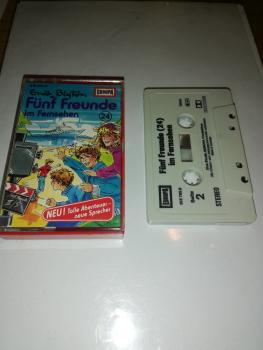 EUROPA
Enid Blyton
Fünf Freunde
im Fernsehen
24
NEU! Tolle Abenteuer -
neue Sprecher
EUROPA
Fünf Freunde (24)
im Fernsehen
Seite
2
STEREO